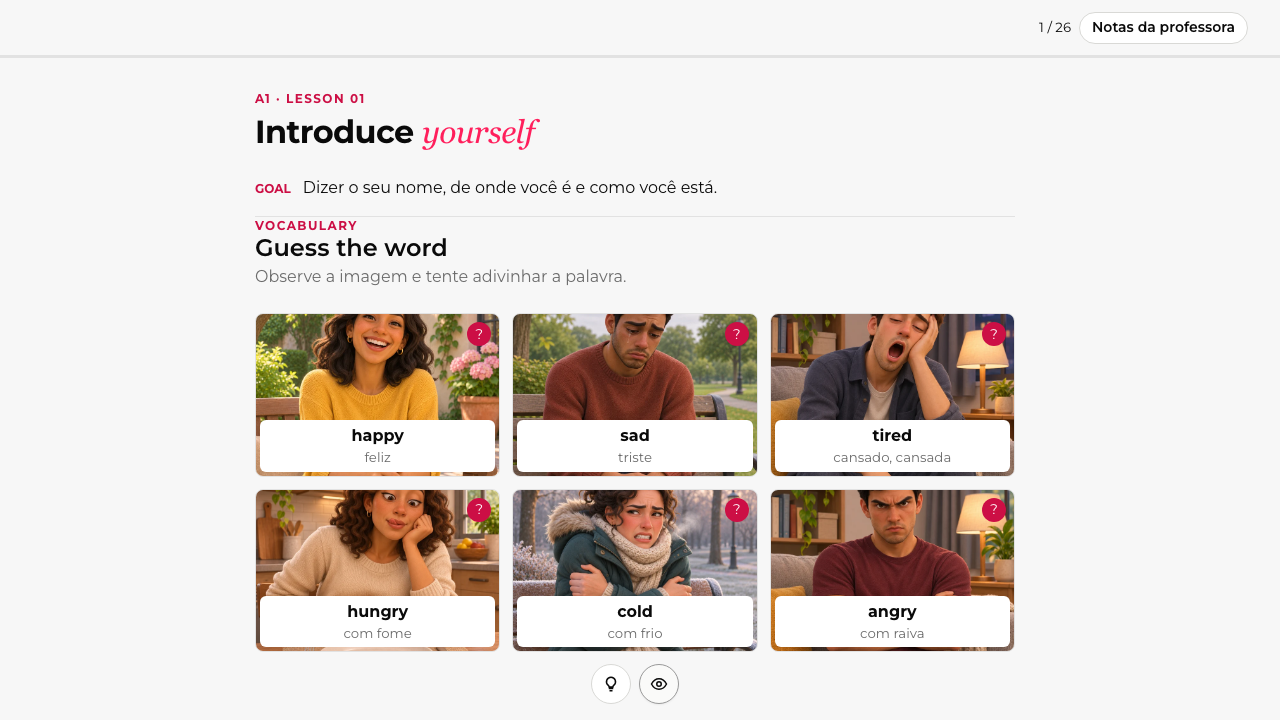 1 / 26
Notas da professora
A1 · LESSON 01
Introduce yourself
GOAL Dizer o seu nome, de onde você é e como você está.
VOCABULARY
Guess the word
Observe a imagem e tente adivinhar a palavra.
?
?
?
happy
feliz
sad
triste
tired
cansado, cansada
?
?
?
hungry
com fome
cold
com frio
angry
com raiva